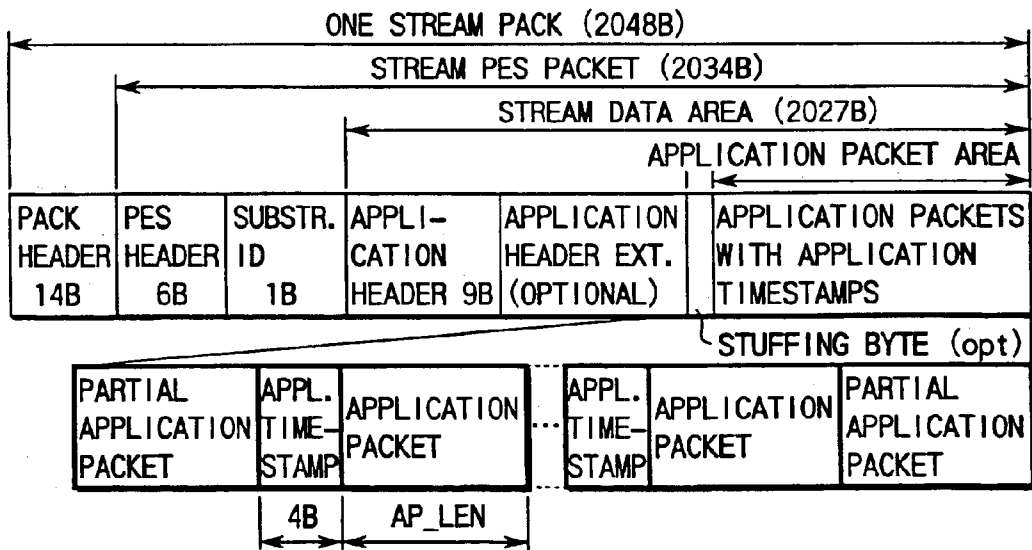 ONE STREAM PACK (2048B)
STREAM PES PACKET (2034B)
STREAM DATA AREA (2027B)
APPLICATION PACKET AREA
PACK
HEADER
14B
PES
HEADER
6B
SUBSTR.
ID
1B
APPLI-
CATION
HEADER 9B
APPLICATION
HEADER EXT.
(OPTIONAL)
APPLICATION PACKETS
WITH APPLICATION
TIMESTAMPS
STUFFING BYTE (opt)
PARTIAL
APPLICATION
PACKET
APPL.
TIME-
STAMP
APPLICATION
PACKET
...
APPL.
TIME-
STAMP
APPLICATION
PACKET
PARTIAL
APPLICATION
PACKET
4B
AP_LEN